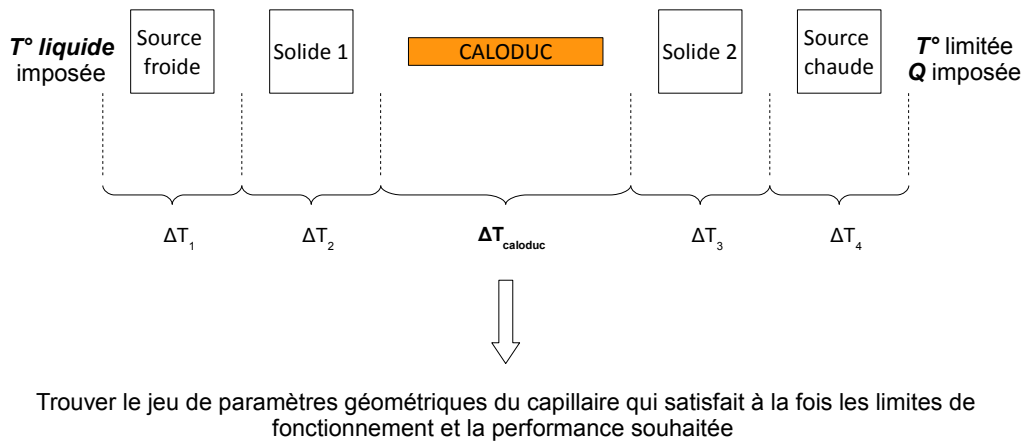 T° liquide
imposée
Source
froide
Solide 1
CALODUC
Solide 2
Source
chaude
T° limitée
Q imposée
ΔT1
ΔT2
ΔTcaloduc
ΔT3
ΔT4
Trouver le jeu de paramètres géométriques du capillaire qui satisfait à la fois les limites de
fonctionnement et la performance souhaitée